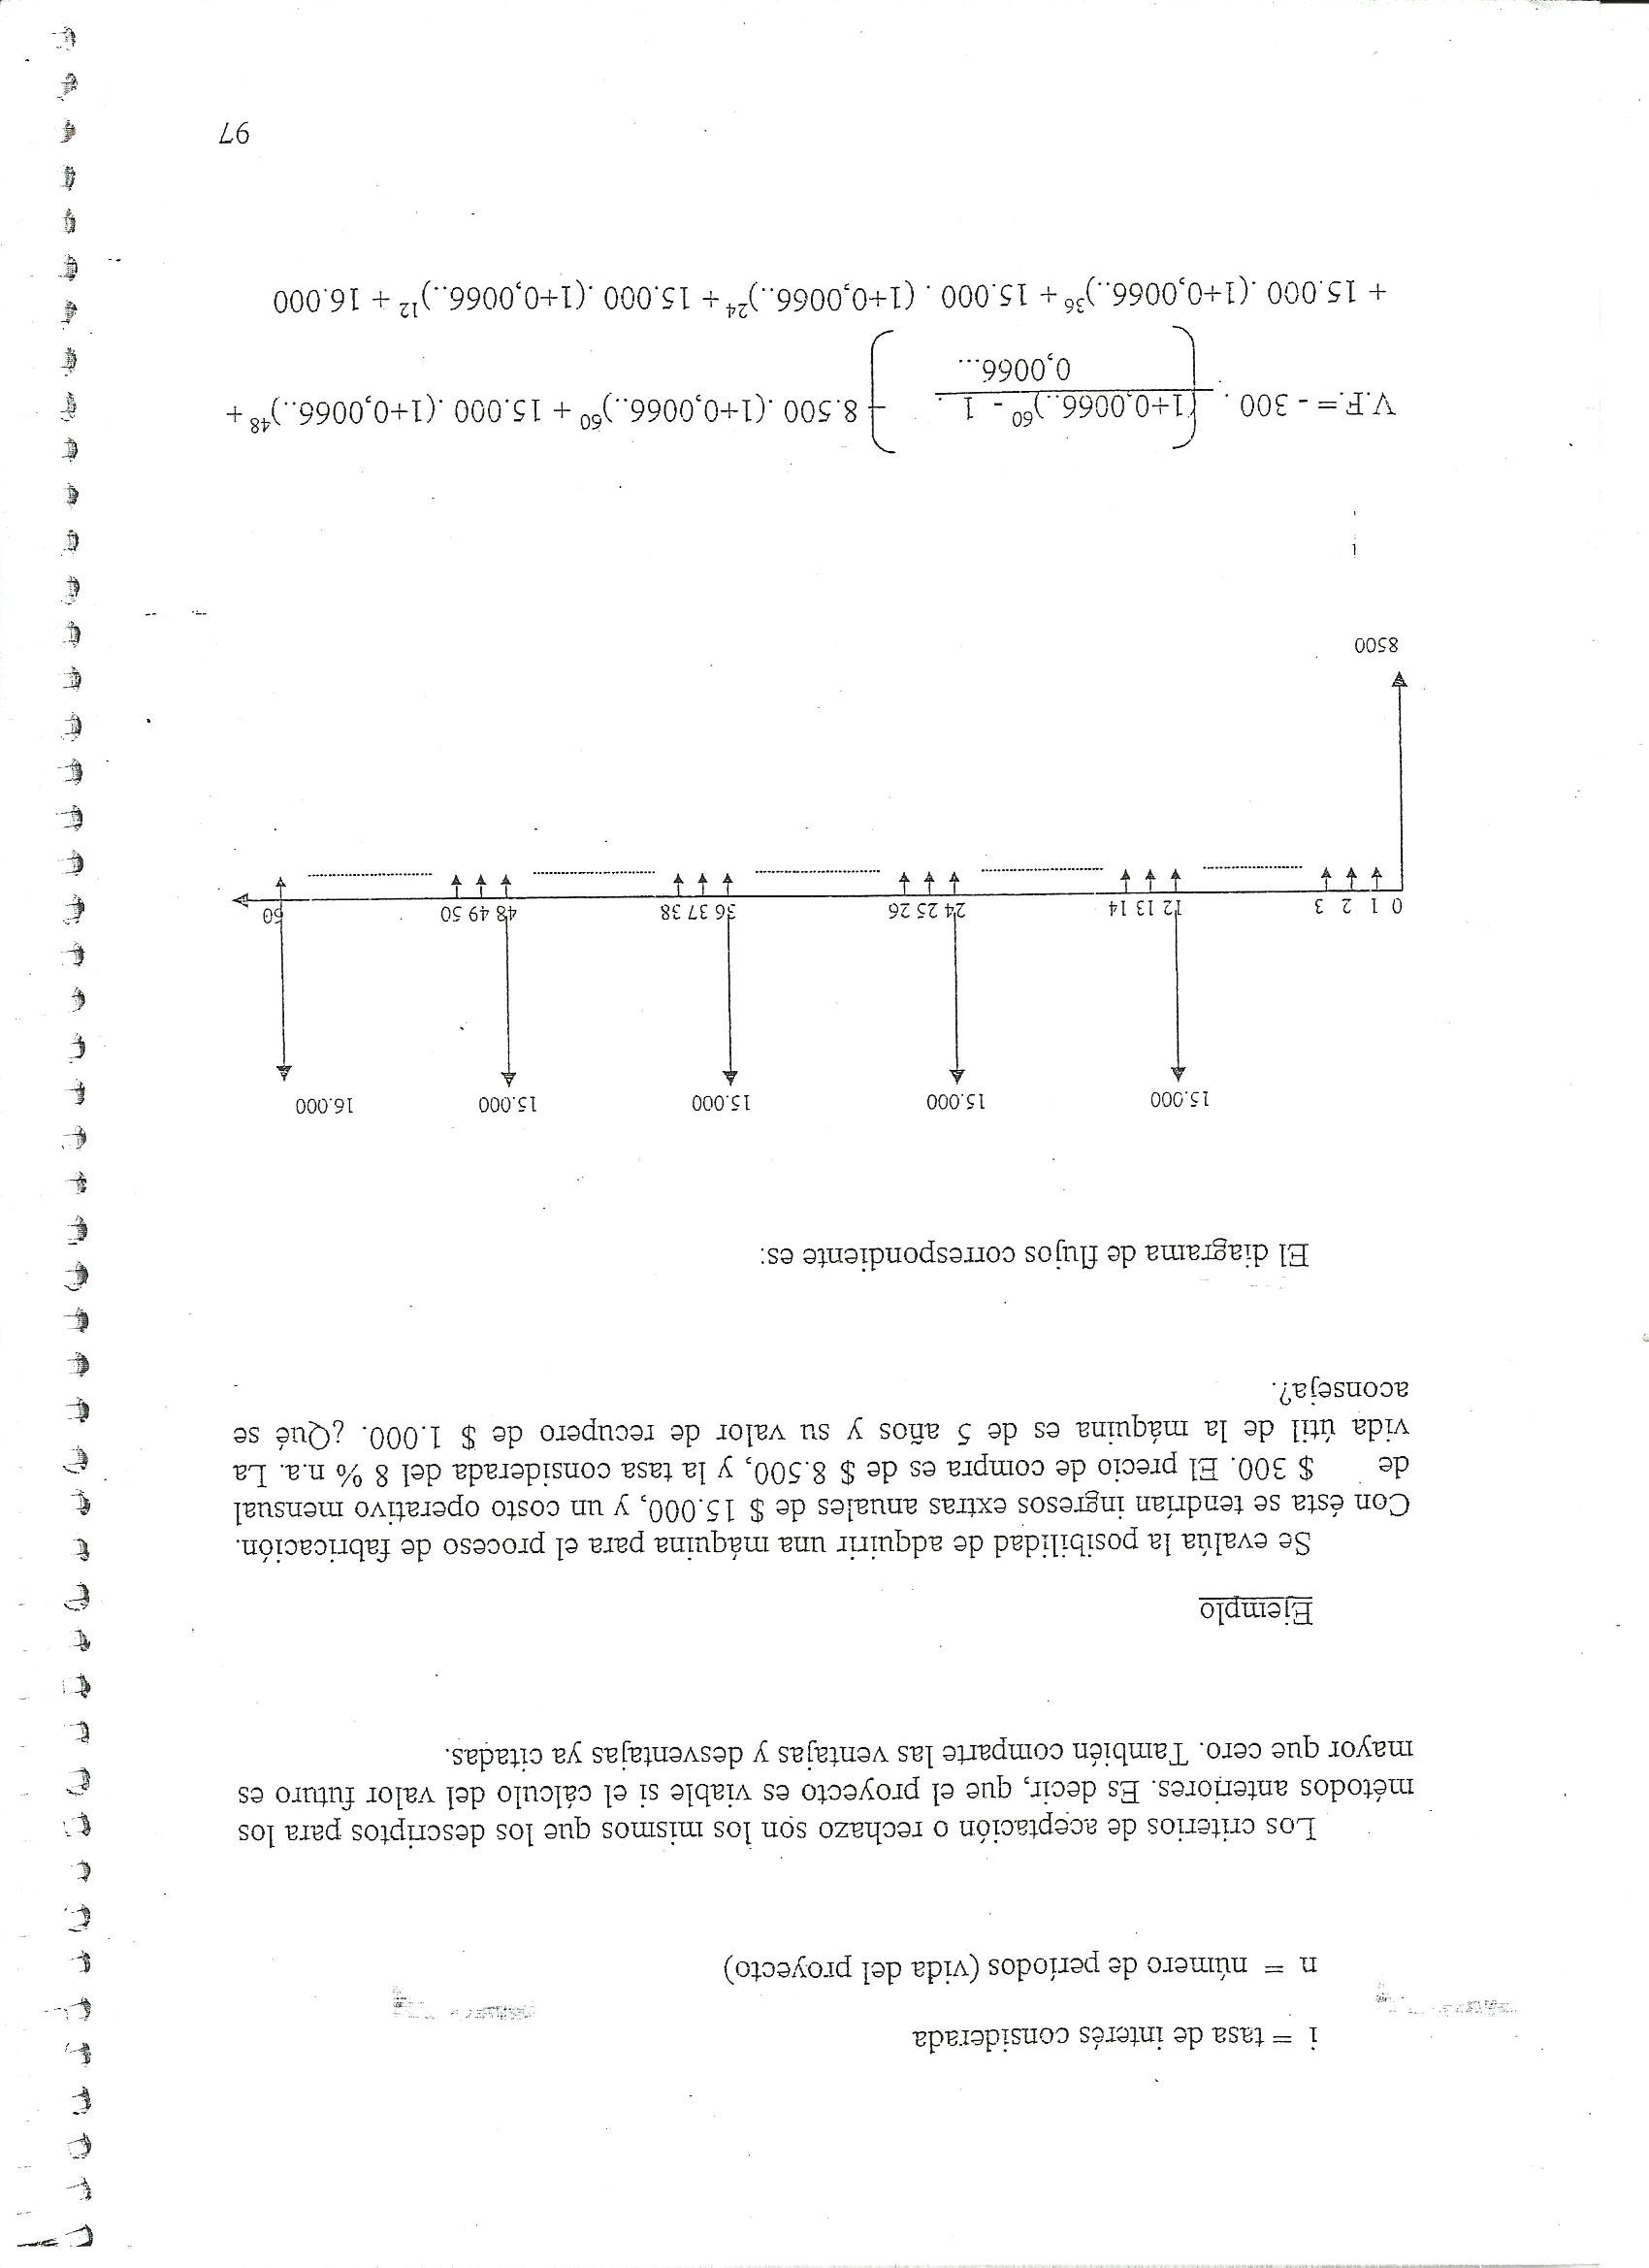 i = tasa de interés considerada
n = número de períodos (vida del proyecto)
Los criterios de aceptación o rechazo son los mismos que los descriptos para los
métodos anteriores. Es decir, que el proyecto es viable si el cálculo del valor futuro es
mayor que cero. También comparte las ventajas y desventajas ya citadas.
Ejemplo
Se evalúa la posibilidad de adquirir una máquina para el proceso de fabricación.
Con ésta se tendrían ingresos extras anuales de $ 15.000, y un costo operativo mensual
de $ 300. El precio de compra es de $ 8.500, y la tasa considerada del 8 % n.a. La
vida útil de la máquina es de 5 años y su valor de recupero de $ 1.000. ¿Qué se
aconseja?.
El diagrama de flujos correspondiente es:
15.000 15.000 15.000 15.000 16.000
0 1 2 3 12 13 14 24 25 26 36 37 38 48 49 50 60
8500
V.F.= - 300 . (1+0,0066..)⁶⁰ - 1 . - 8.500 .(1+0,0066..)⁶⁰ + 15.000 .(1+0,0066..)⁴⁸ +
0,0066...
+ 15.000 .(1+0,0066..)³⁶ + 15.000 . (1+0,0066..)²⁴ + 15.000 .(1+0,0066..)¹² + 16.000
97